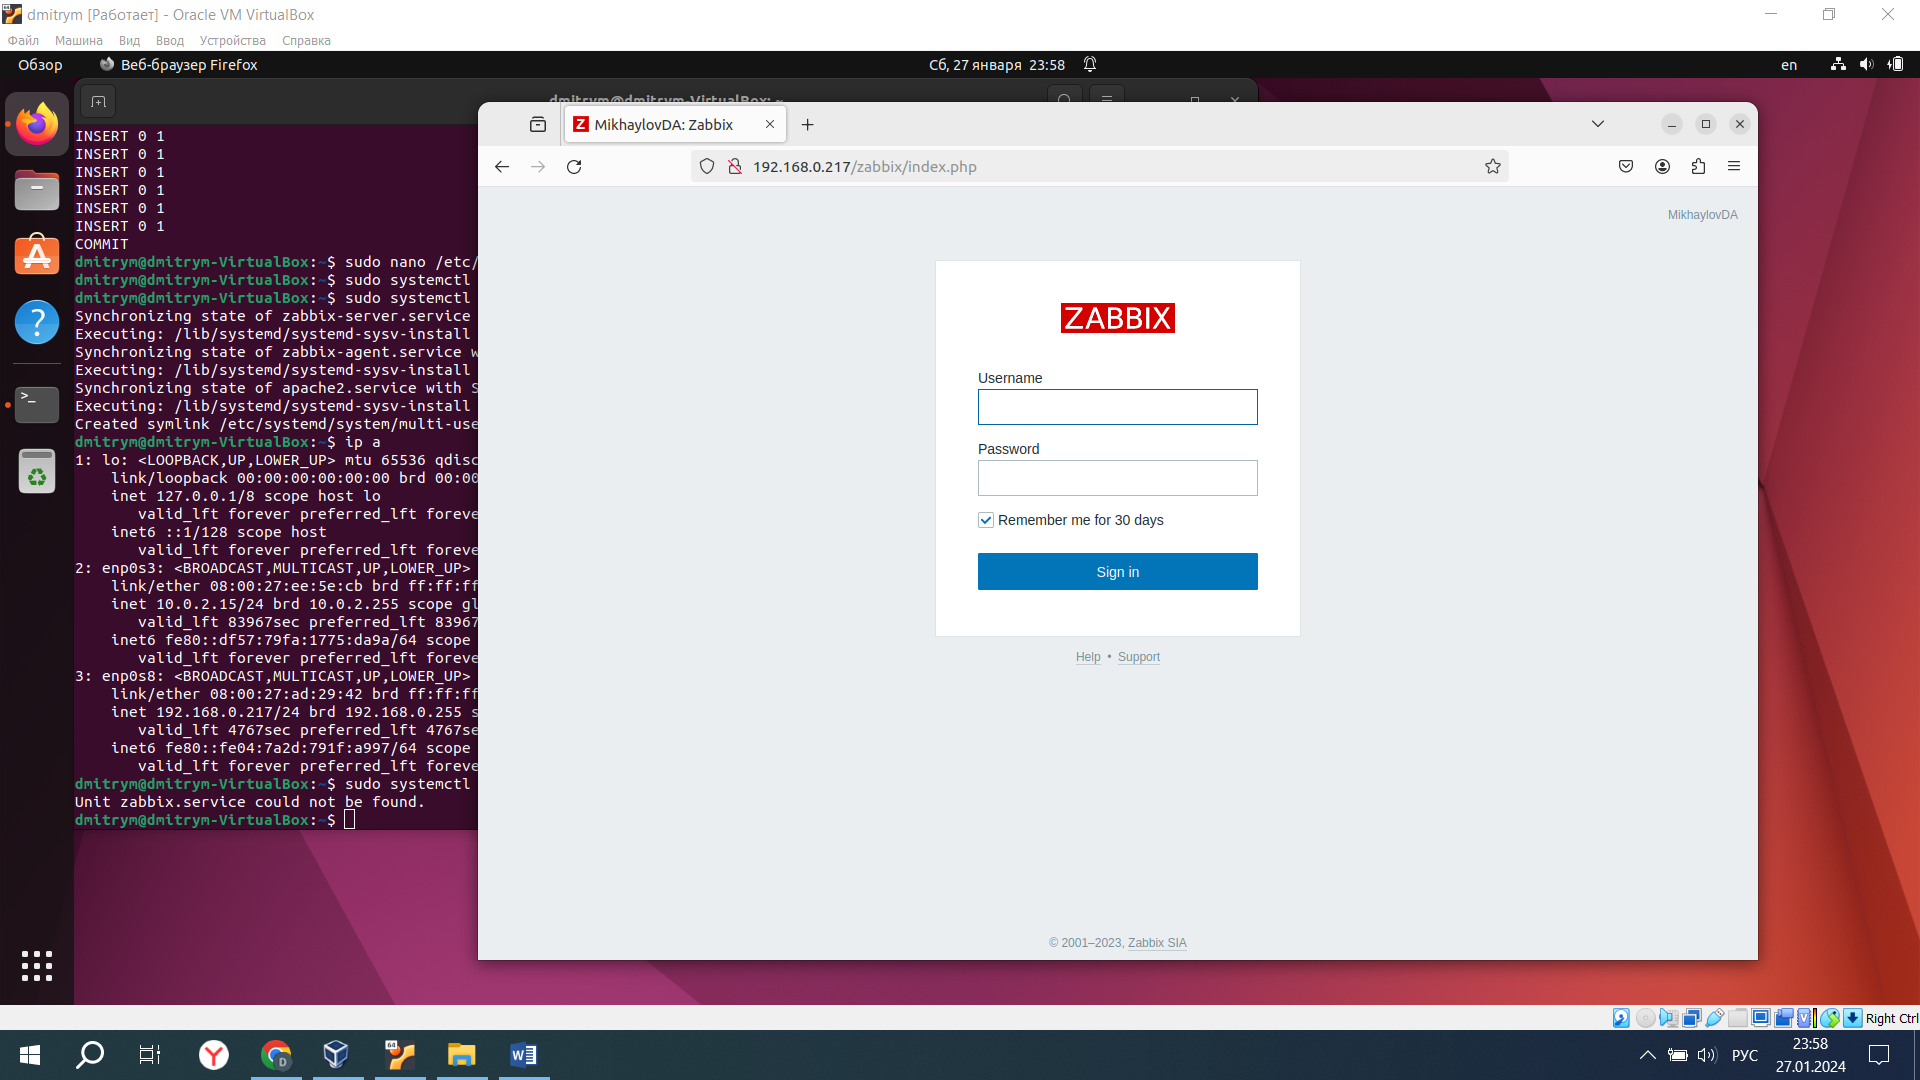 dmitrym [Работает] - Oracle VM VirtualBox
Файл Машина Вид Ввод Устройства Справка
Обзор Веб-браузер Firefox Сб, 27 января 23:58 en
dmitrym@dmitrym-VirtualBox: ~
INSERT 0 1
INSERT 0 1
INSERT 0 1
INSERT 0 1
INSERT 0 1
INSERT 0 1
COMMIT
dmitrym@dmitrym-VirtualBox:~$ sudo nano /etc/
dmitrym@dmitrym-VirtualBox:~$ sudo systemctl
dmitrym@dmitrym-VirtualBox:~$ sudo systemctl
Synchronizing state of zabbix-server.service
Executing: /lib/systemd/systemd-sysv-install
Synchronizing state of zabbix-agent.service w
Executing: /lib/systemd/systemd-sysv-install
Synchronizing state of apache2.service with S
Executing: /lib/systemd/systemd-sysv-install
Created symlink /etc/systemd/system/multi-use
dmitrym@dmitrym-VirtualBox:~$ ip a
1: lo: <LOOPBACK,UP,LOWER_UP> mtu 65536 qdisc
link/loopback 00:00:00:00:00:00 brd 00:00
inet 127.0.0.1/8 scope host lo
valid_lft forever preferred_lft foreve
inet6 ::1/128 scope host
valid_lft forever preferred_lft foreve
2: enp0s3: <BROADCAST,MULTICAST,UP,LOWER_UP>
link/ether 08:00:27:ee:5e:cb brd ff:ff:ff
inet 10.0.2.15/24 brd 10.0.2.255 scope gl
valid_lft 83967sec preferred_lft 83967
inet6 fe80::df57:79fa:1775:da9a/64 scope
valid_lft forever preferred_lft foreve
3: enp0s8: <BROADCAST,MULTICAST,UP,LOWER_UP>
link/ether 08:00:27:ad:29:42 brd ff:ff:ff
inet 192.168.0.217/24 brd 192.168.0.255 s
valid_lft 4767sec preferred_lft 4767se
inet6 fe80::fe04:7a2d:791f:a997/64 scope
valid_lft forever preferred_lft foreve
dmitrym@dmitrym-VirtualBox:~$ sudo systemctl
Unit zabbix.service could not be found.
dmitrym@dmitrym-VirtualBox:~$
MikhaylovDA: Zabbix
192.168.0.217/zabbix/index.php
MikhaylovDA
ZABBIX
Username
Password
Remember me for 30 days
Sign in
Help • Support
© 2001–2023, Zabbix SIA
Right Ctrl
РУС
23:58
27.01.2024